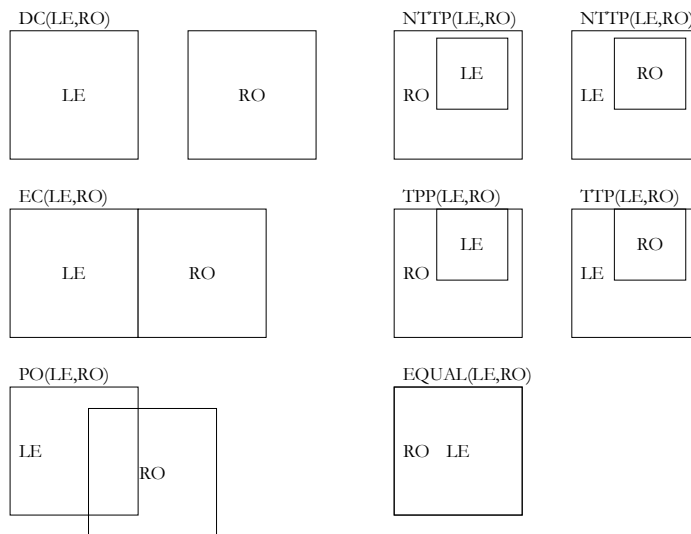 DC(LE,RO)
LE
RO
NTTP(LE,RO)
LE
RO
NTTP(LE,RO)
RO
LE
EC(LE,RO)
LE
RO
TPP(LE,RO)
LE
RO
TTP(LE,RO)
RO
LE
PO(LE,RO)
LE
RO
EQUAL(LE,RO)
RO LE